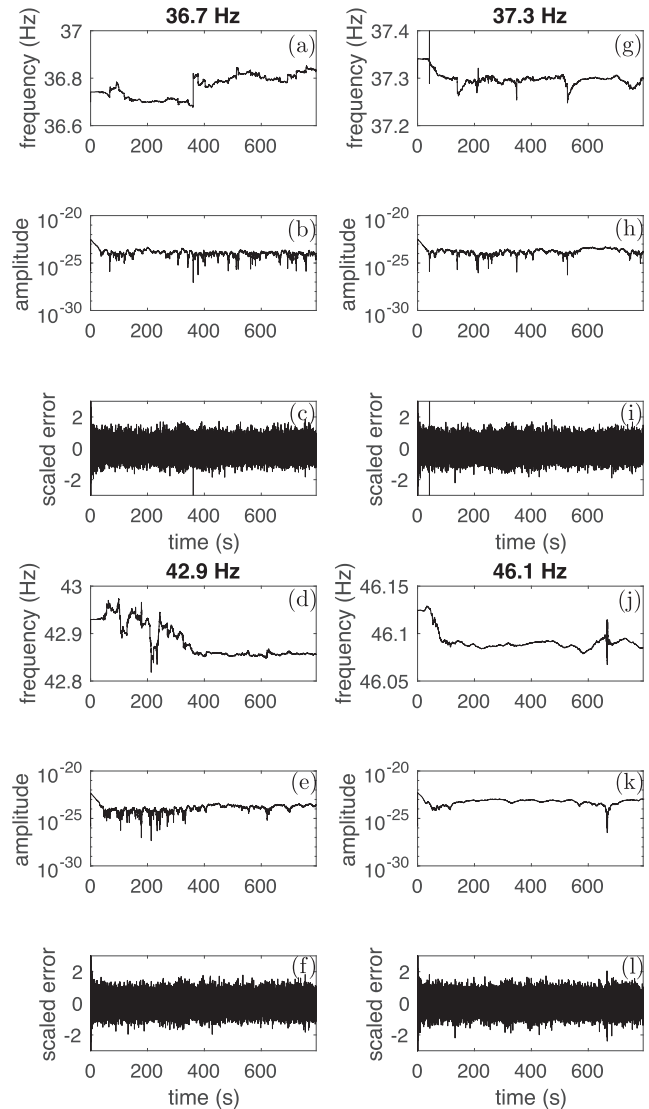 36.7 Hz
frequency (Hz)
37
36.8
36.6
(a)
0 200 400 600
amplitude
10-20
10-25
10-30
(b)
0 200 400 600
scaled error
2
0
-2
(c)
0 200 400 600
time (s)
37.3 Hz
frequency (Hz)
37.4
37.3
37.2
(g)
0 200 400 600
amplitude
10-20
10-25
10-30
(h)
0 200 400 600
scaled error
2
0
-2
(i)
0 200 400 600
time (s)
42.9 Hz
frequency (Hz)
43
42.9
42.8
(d)
0 200 400 600
amplitude
10-20
10-25
10-30
(e)
0 200 400 600
scaled error
2
0
-2
(f)
0 200 400 600
time (s)
46.1 Hz
frequency (Hz)
46.15
46.1
46.05
(j)
0 200 400 600
amplitude
10-20
10-25
10-30
(k)
0 200 400 600
scaled error
2
0
-2
(l)
0 200 400 600
time (s)